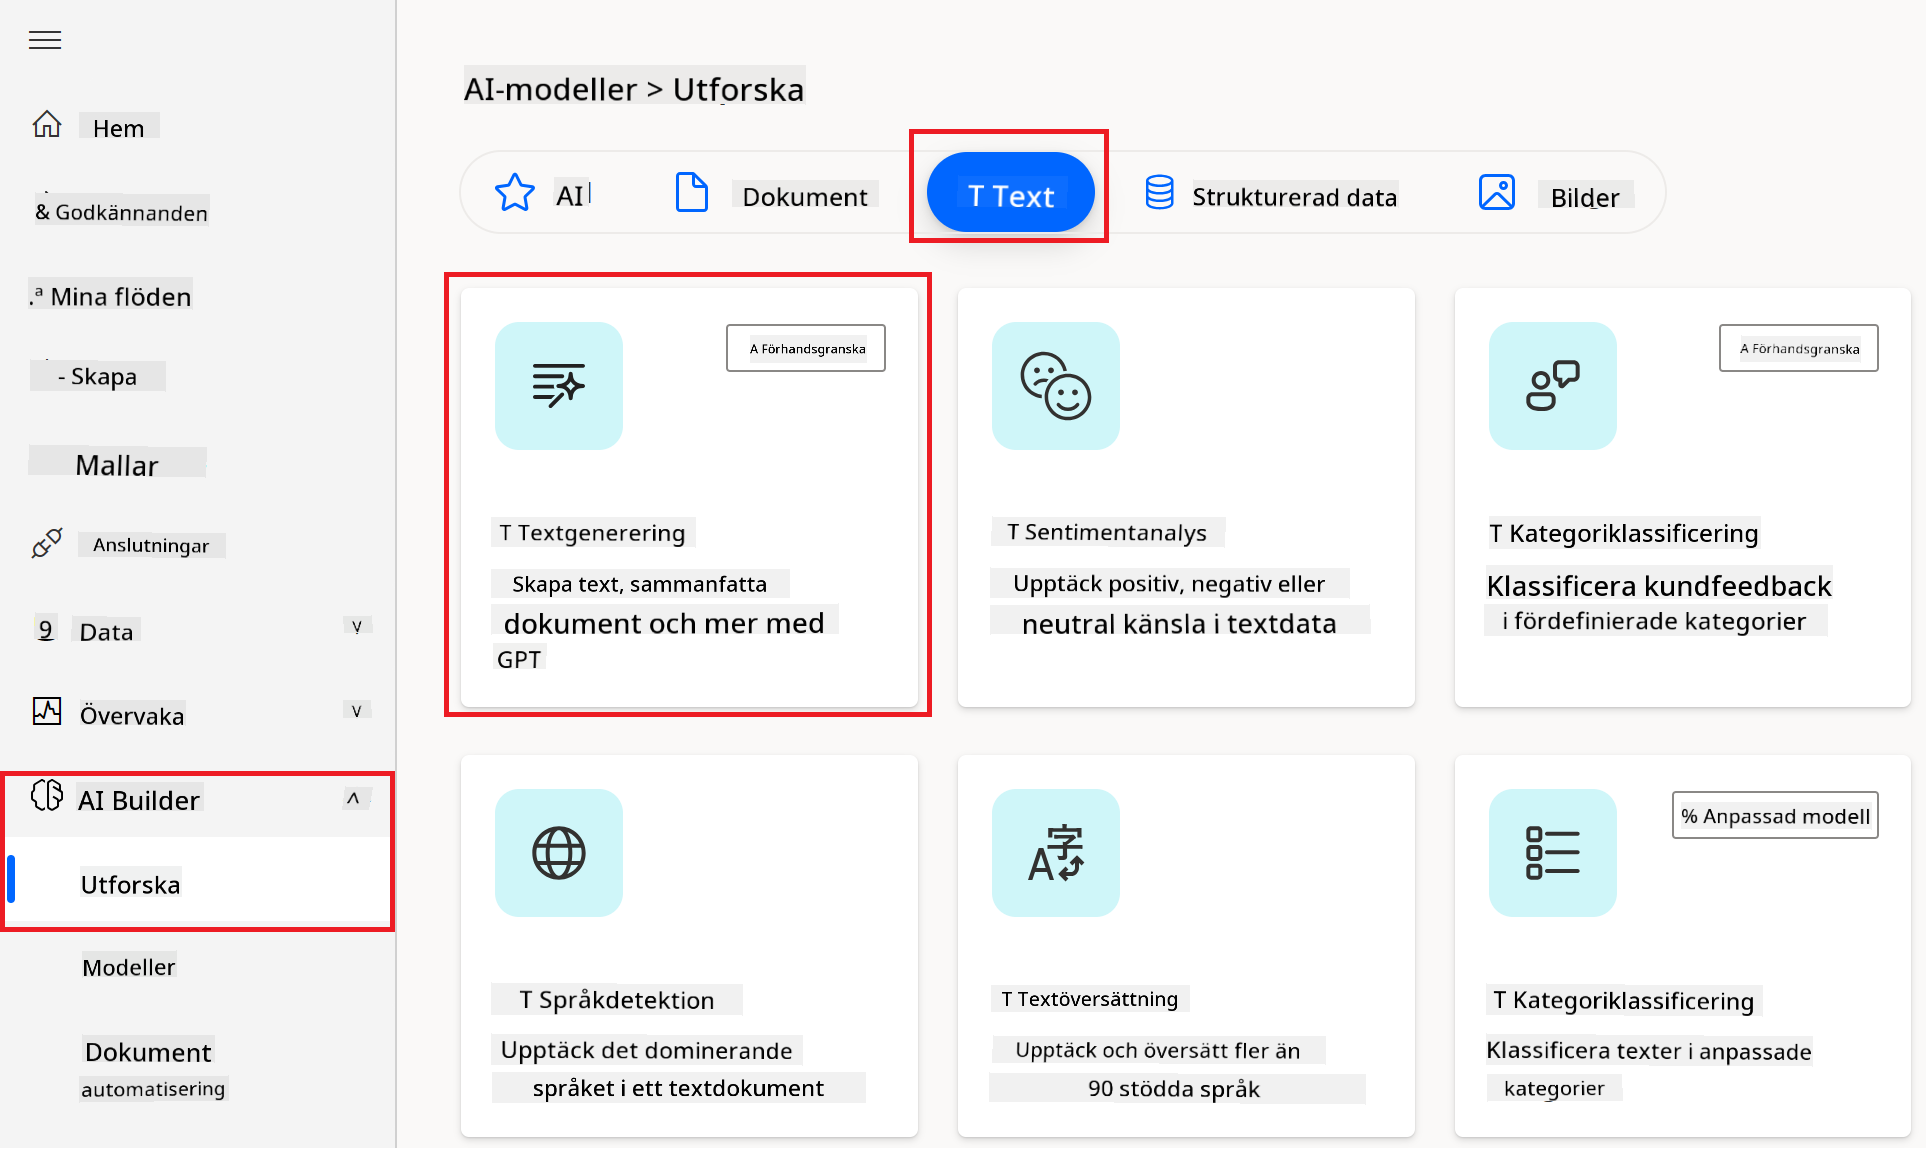 Hem
& Godkännanden
.ª Mina flöden
- Skapa
Mallar
Anslutningar
9 Data
Övervaka
AI Builder
Utforska
Modeller
Dokument
automatisering
AI-modeller > Utforska
AI
Dokument
T Text
Strukturerad data
Bilder
A Förhandsgranska
T Textgenerering
Skapa text, sammanfatta
dokument och mer med
GPT
T Sentimentanalys
Upptäck positiv, negativ eller
neutral känsla i textdata
A Förhandsgranska
T Kategoriklassificering
Klassificera kundfeedback
i fördefinierade kategorier
T Språkdetektion
Upptäck det dominerande
språket i ett textdokument
T Textöversättning
Upptäck och översätt fler än
90 stödda språk
% Anpassad modell
T Kategoriklassificering
Klassificera texter i anpassade
kategorier